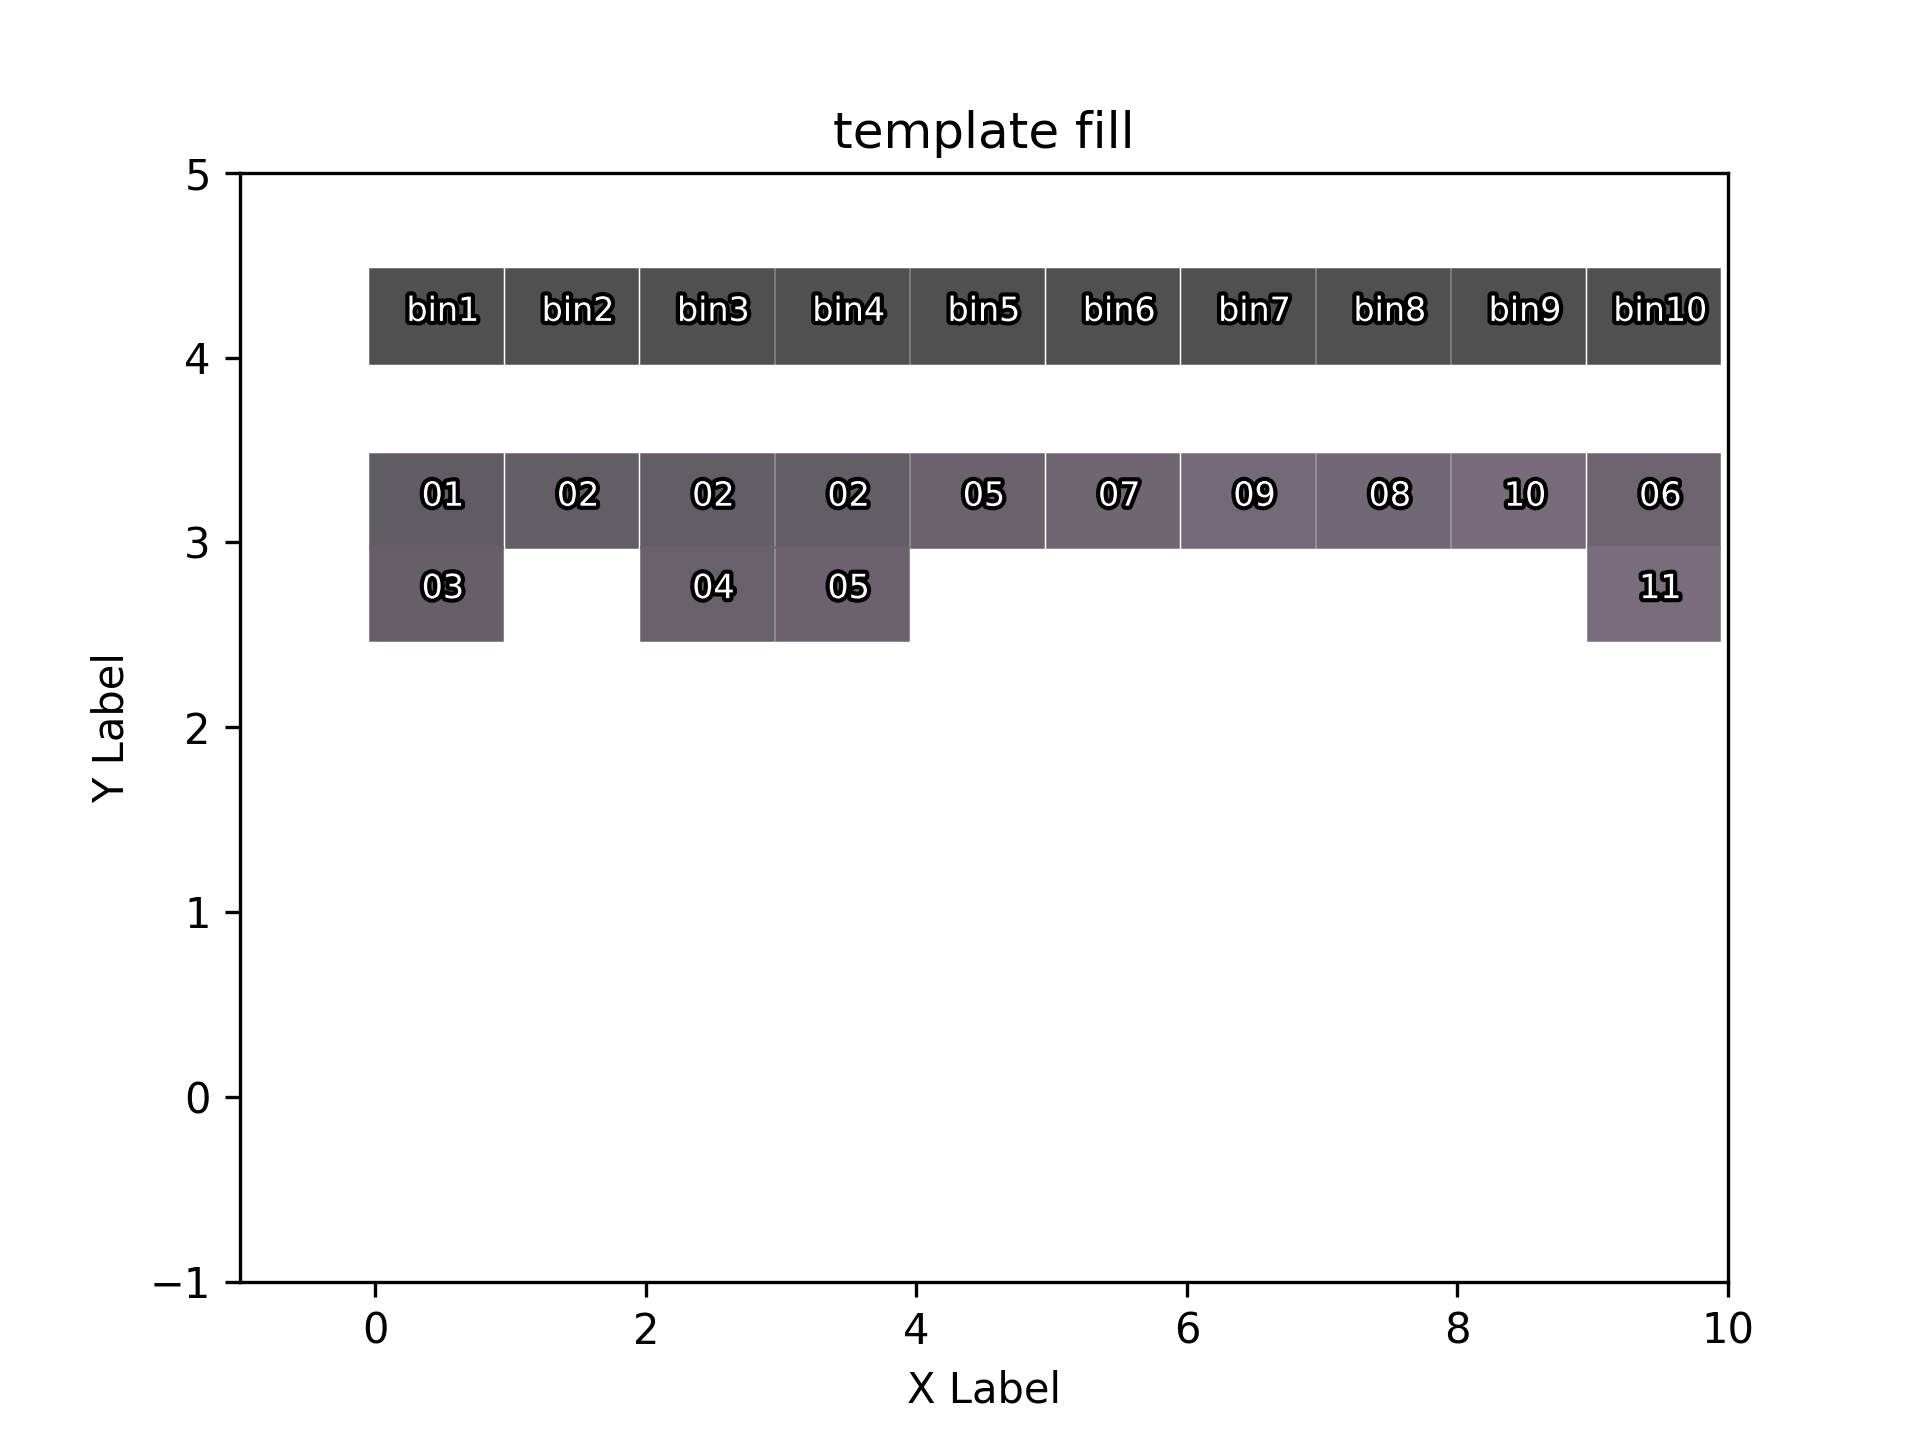 template fill
5
bin1 bin2 bin3 bin4 bin5 bin6 bin7 bin8 bin9 bin10
4
01 02 02 02 05 07 09 08 10 06
3
03 04 05 11
Y Label
2
1
0
−1
0 2 4 6 8 10
X Label